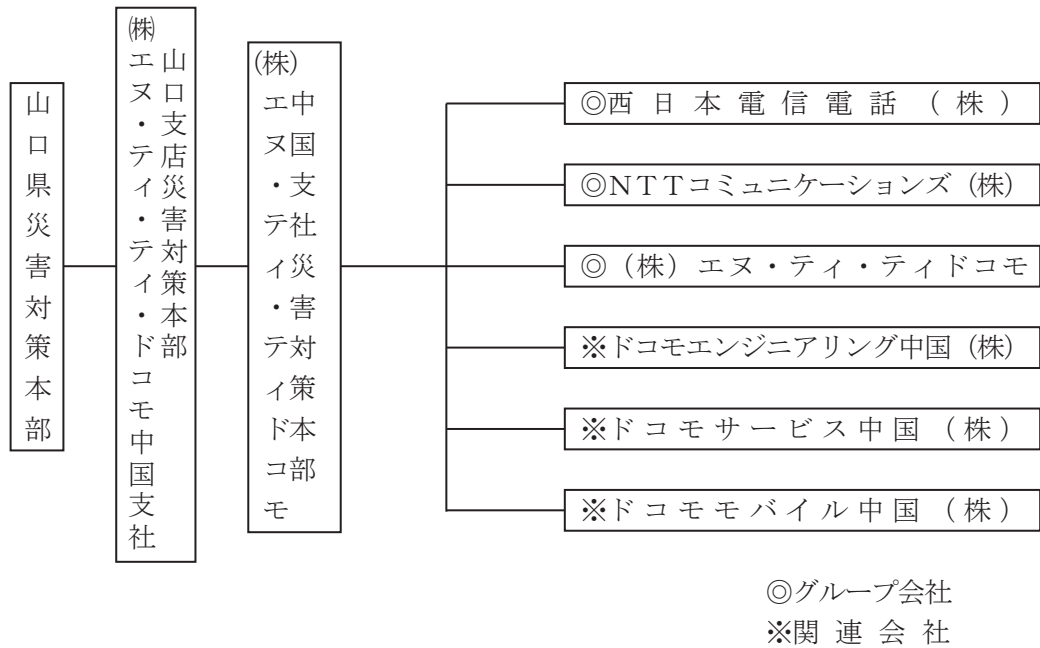 山口県災害対策本部
㈱エヌ・ティ・ティ・ドコモ中国支社
山口支店災害対策本部
(株)
エヌ・ティ・ティドコモ
中国支社災害対策本部
◎西日本電信電話(株)
◎NTTコミュニケーションズ(株)
◎(株)エヌ・ティ・ティドコモ
※ドコモエンジニアリング中国(株)
※ドコモサービス中国(株)
※ドコモモバイル中国(株)
◎グループ会社
※関連会社